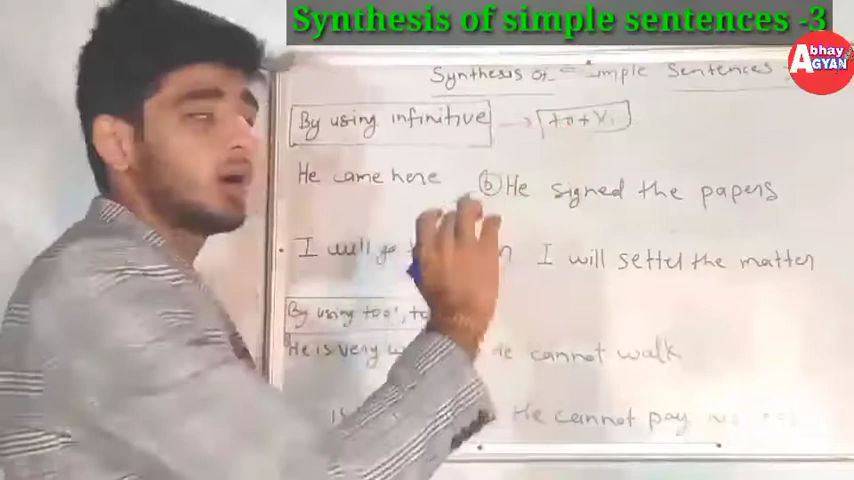 Synthesis of simple sentences -3
Abhay
GYAN
Synthesis of Simple Sentences
By using infinitive → to + V1
He came here (b) He signed the papers
I will go I will settel the matter
By using too',
He is very He cannot walk
He cannot pay